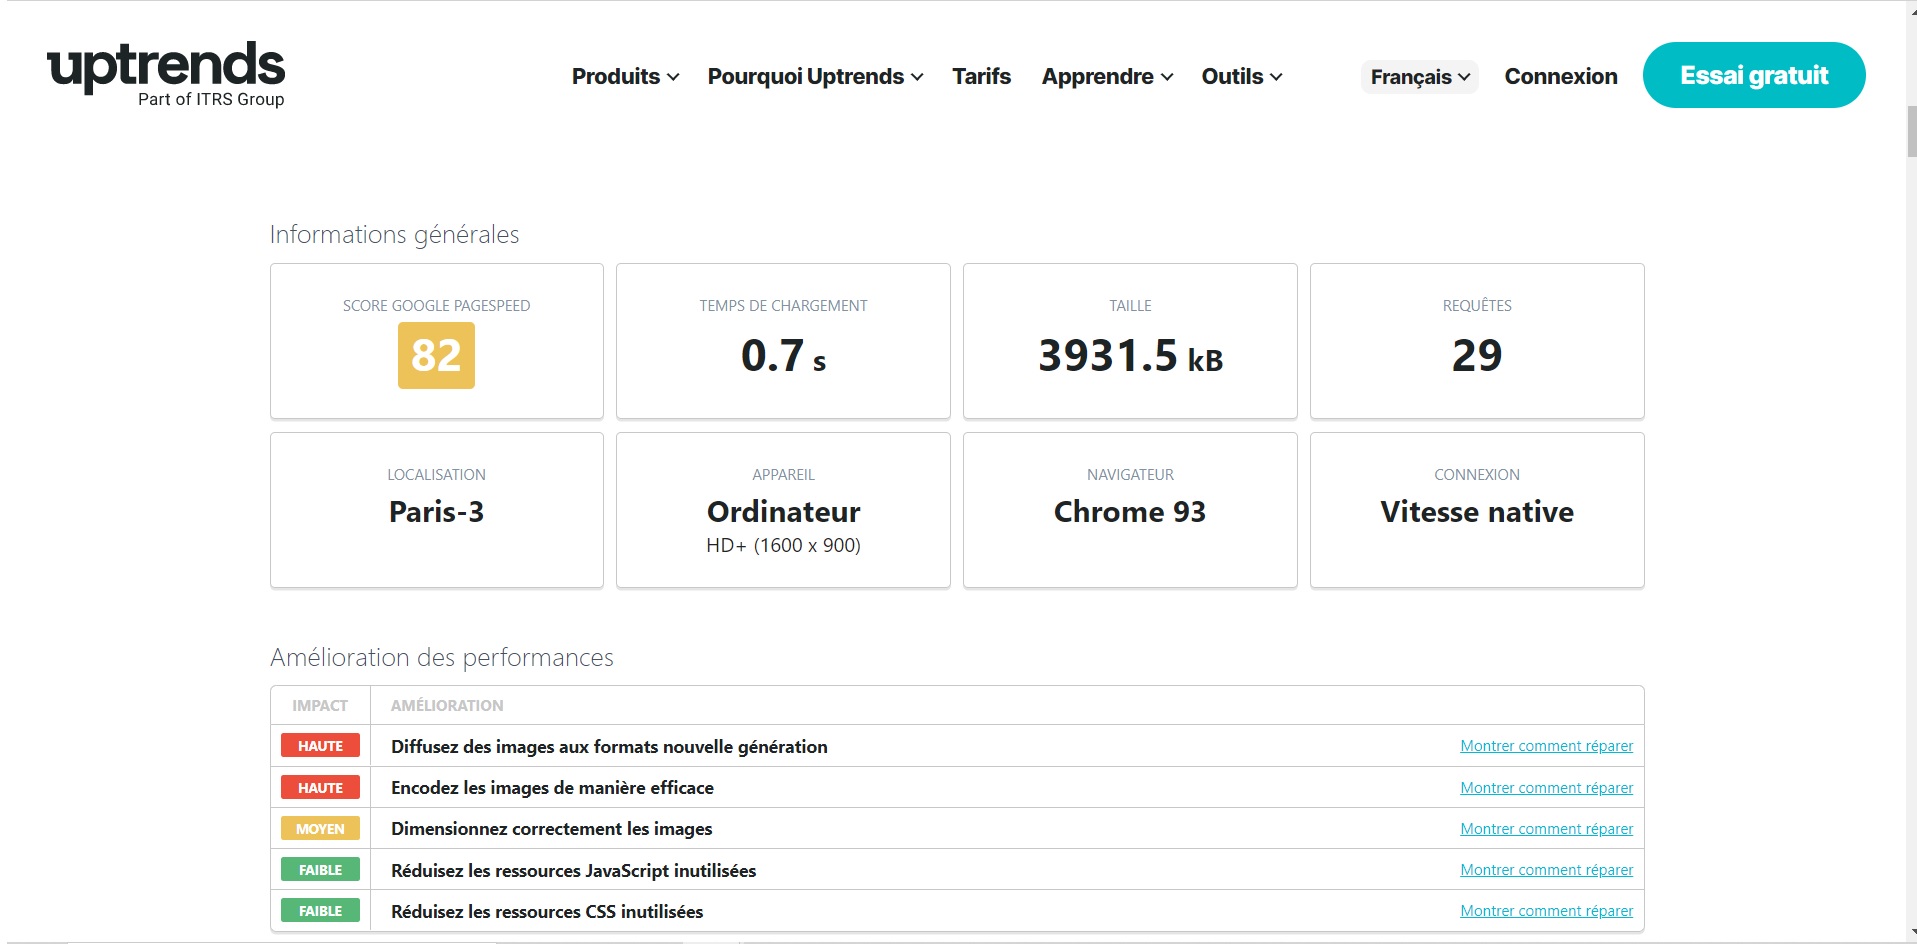 uptrends
Part of ITRS Group
Produits
Pourquoi Uptrends
Tarifs
Apprendre
Outils
Français
Connexion
Essai gratuit
Informations générales
SCORE GOOGLE PAGESPEED
82
TEMPS DE CHARGEMENT
0.7 s
TAILLE
3931.5 kB
REQUÊTES
29
LOCALISATION
Paris-3
APPAREIL
Ordinateur
HD+ (1600 x 900)
NAVIGATEUR
Chrome 93
CONNEXION
Vitesse native
Amélioration des performances
IMPACT AMÉLIORATION
HAUTE Diffusez des images aux formats nouvelle génération Montrer comment réparer
HAUTE Encodez les images de manière efficace Montrer comment réparer
MOYEN Dimensionnez correctement les images Montrer comment réparer
FAIBLE Réduisez les ressources JavaScript inutilisées Montrer comment réparer
FAIBLE Réduisez les ressources CSS inutilisées Montrer comment réparer